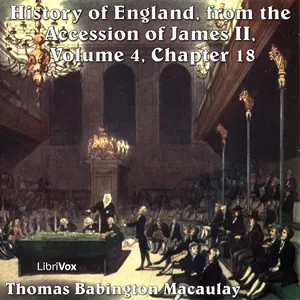 History of England, from the
Accession of James II,
Volume 4, Chapter 18
LibriVox
Thomas Babington Macaulay